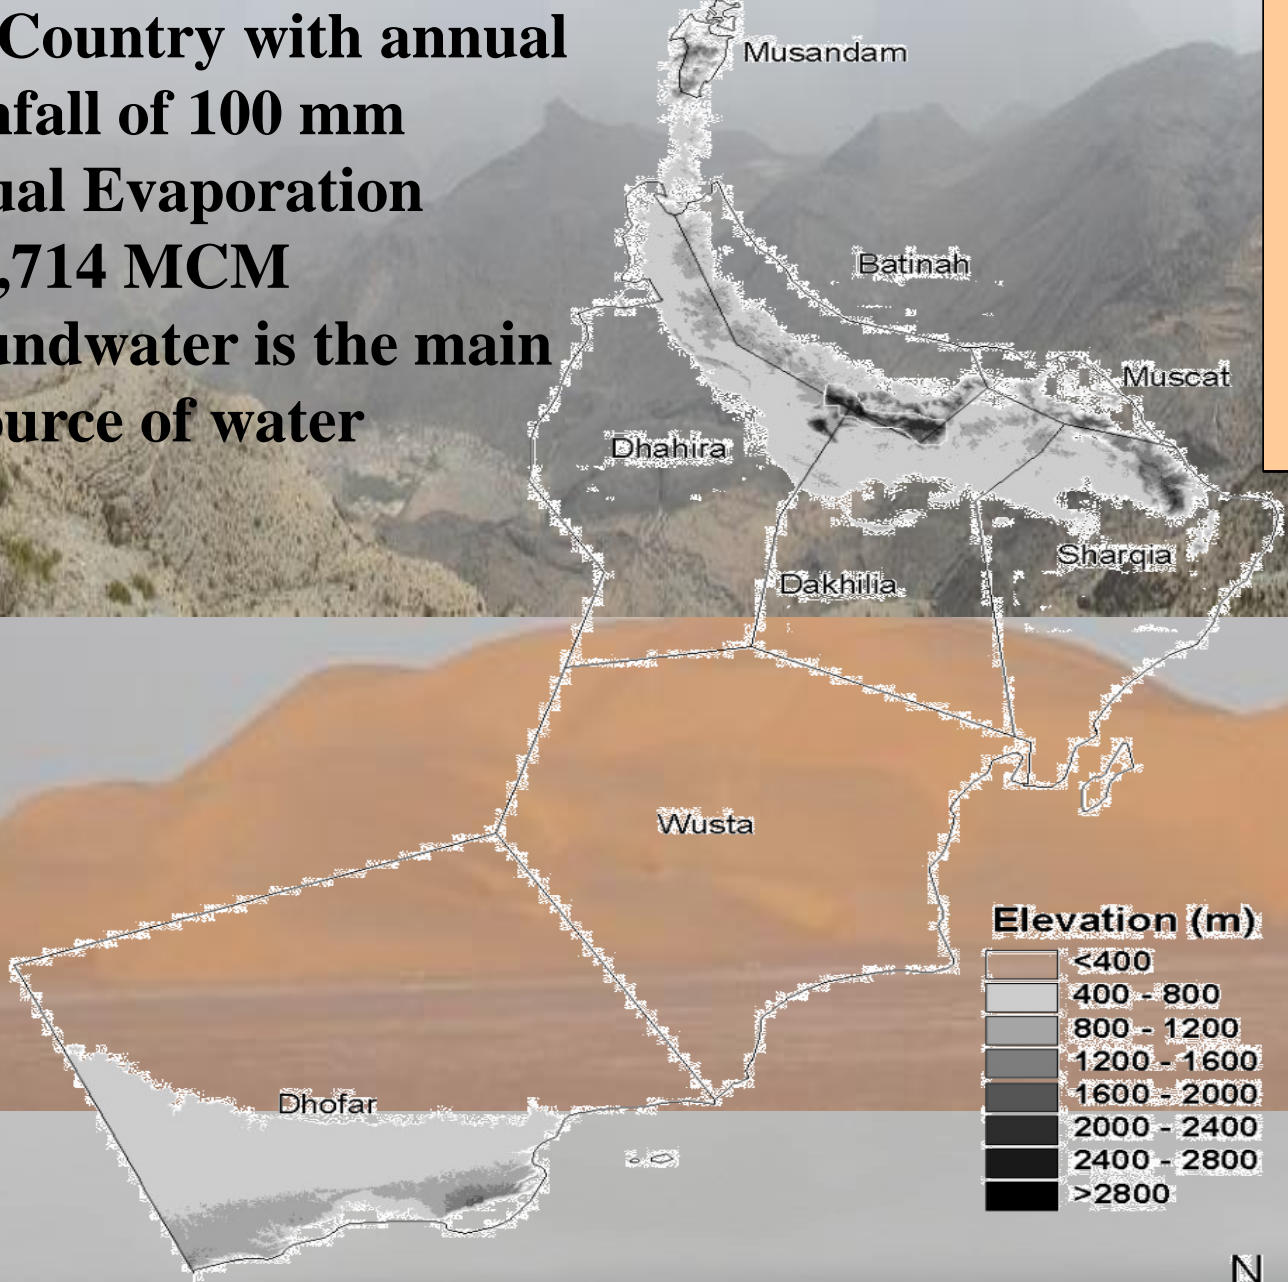 Country with annual
nfall of 100 mm
ual Evaporation
,714 MCM
undwater is the main
ource of water
Musandam
Batinah
Muscat
Dhahira
Sharqia
Dakhilia
Wusta
Dhofar
Elevation (m)
<400
400 - 800
800 - 1200
1200 - 1600
1600 - 2000
2000 - 2400
2400 - 2800
>2800
N